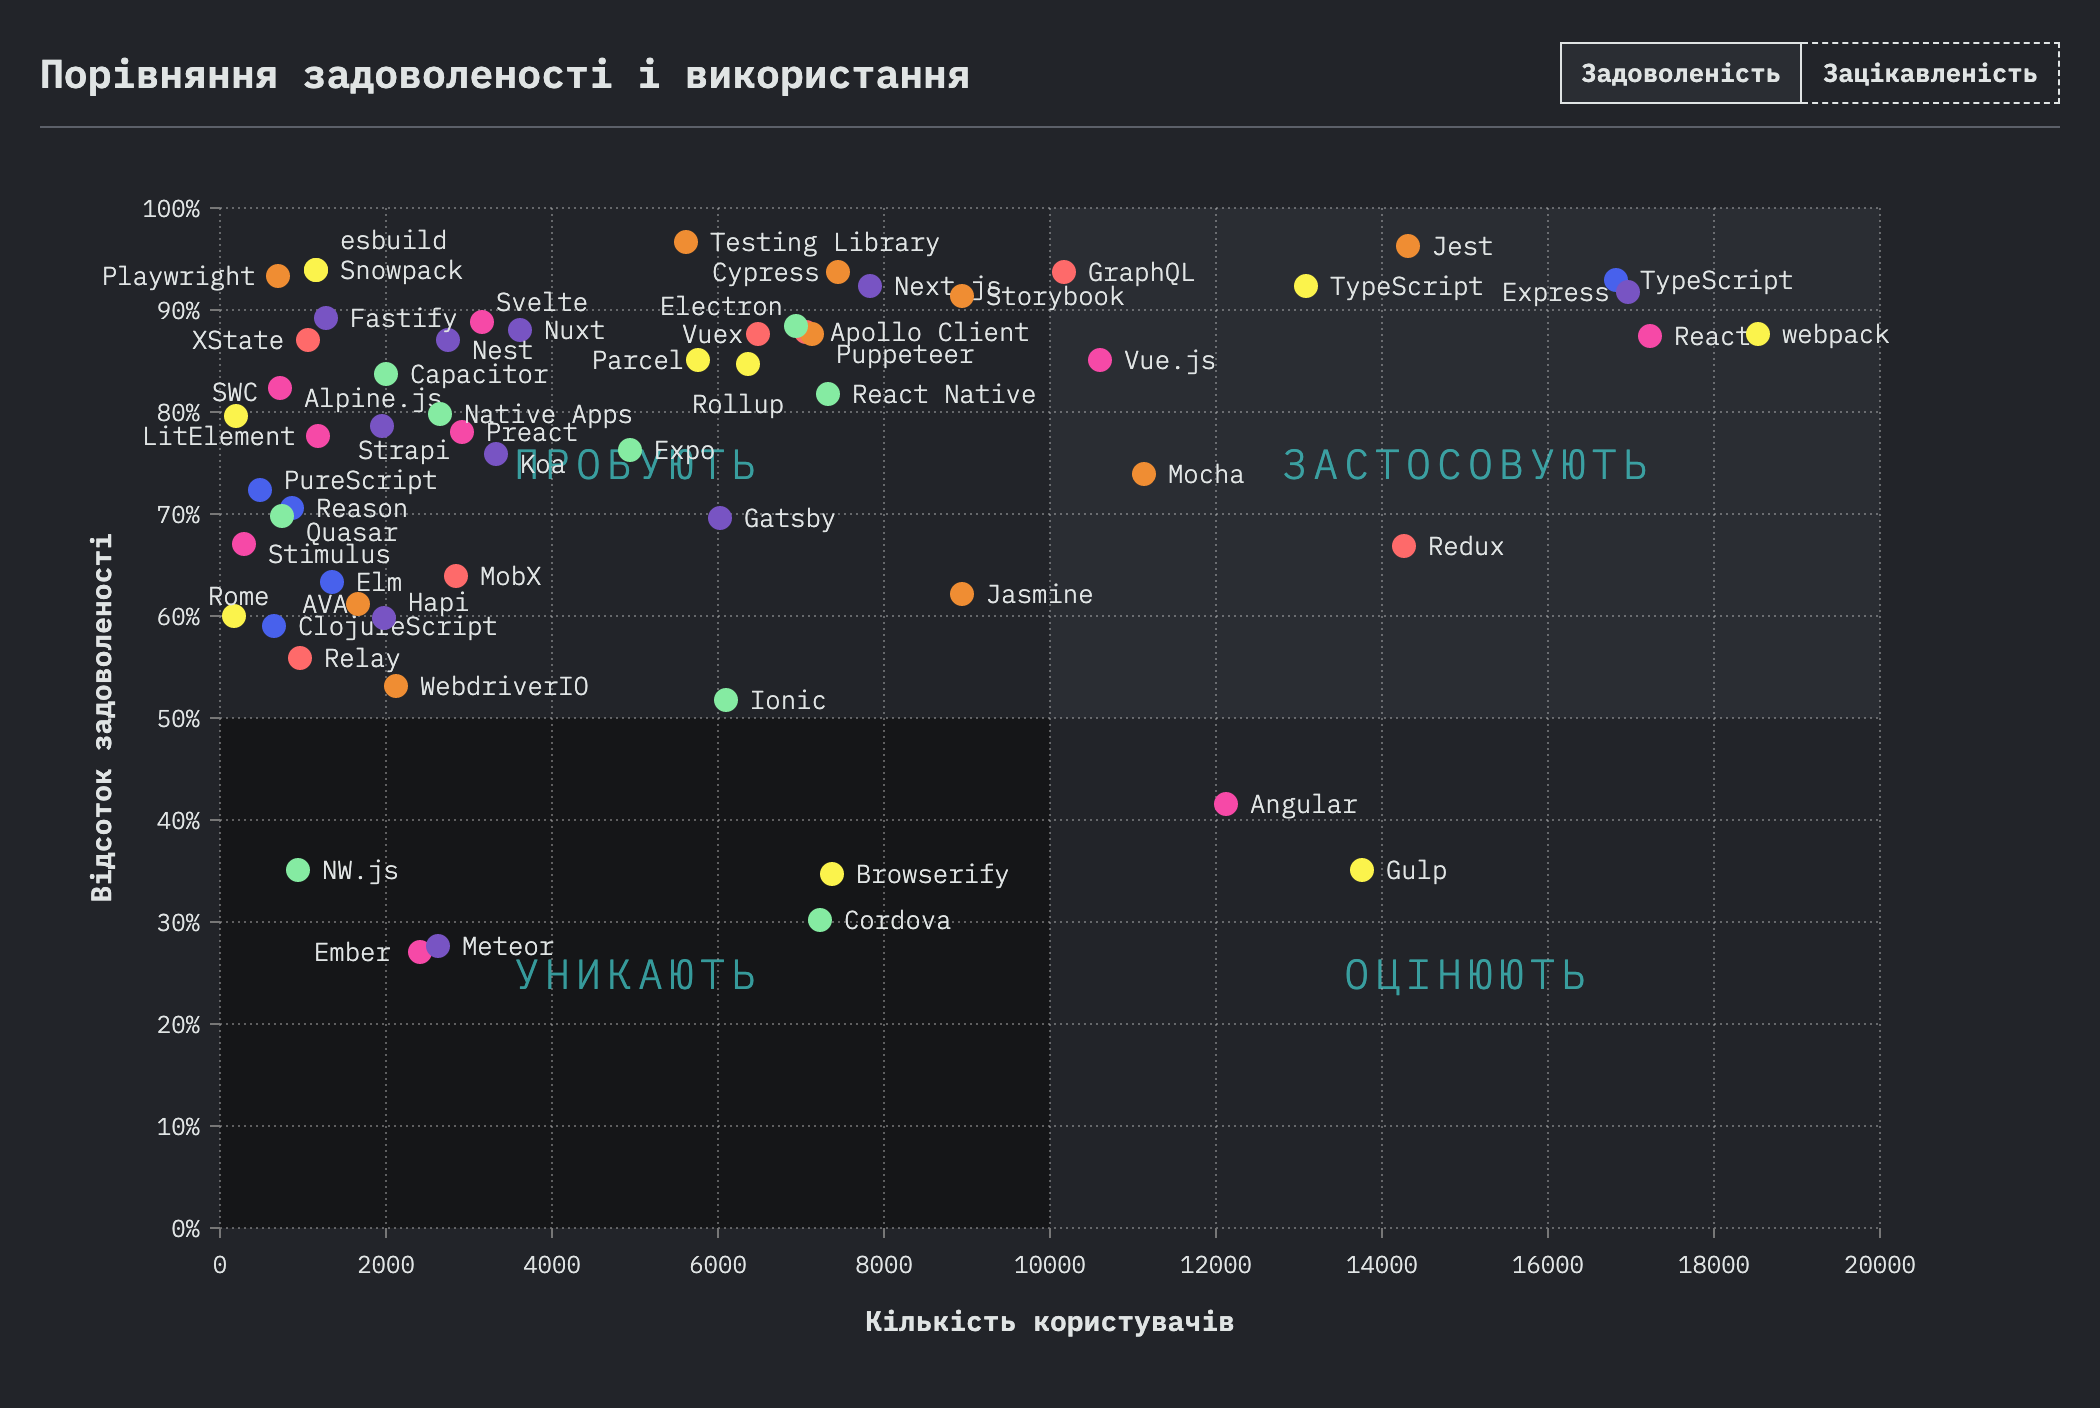 Порівняння задоволеності і використання
Задоволеність
Зацікавленість
100%
90%
80%
70%
60%
50%
40%
30%
20%
10%
0%
Відсоток задоволеності
esbuild
Snowpack
Playwright
Testing Library
Cypress
Next.js
Storybook
GraphQL
Jest
TypeScript
Express
TypeScript
Fastify
Svelte
Nuxt
Nest
XState
Electron
Vuex
Apollo Client
Puppeteer
Parcel
Rollup
Vue.js
React
webpack
Capacitor
SWC
Alpine.js
React Native
Native Apps
LitElement
Strapi
Preact
Koa
Expo
ПРОБУЮТЬ
ЗАСТОСОВУЮТЬ
Mocha
PureScript
Reason
Quasar
Stimulus
Gatsby
Redux
Elm
MobX
Rome
AVA
Hapi
ClojureScript
Jasmine
Relay
WebdriverIO
Ionic
Angular
NW.js
Browserify
Gulp
Cordova
Ember
Meteor
УНИКАЮТЬ
ОЦІНЮЮТЬ
0
2000
4000
6000
8000
10000
12000
14000
16000
18000
20000
Кількість користувачів